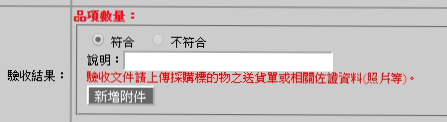 品項數量：
符合 不符合
驗收結果： 說明：
驗收文件請上傳採購標的物之送貨單或相關佐證資料(照片等)。
新增附件